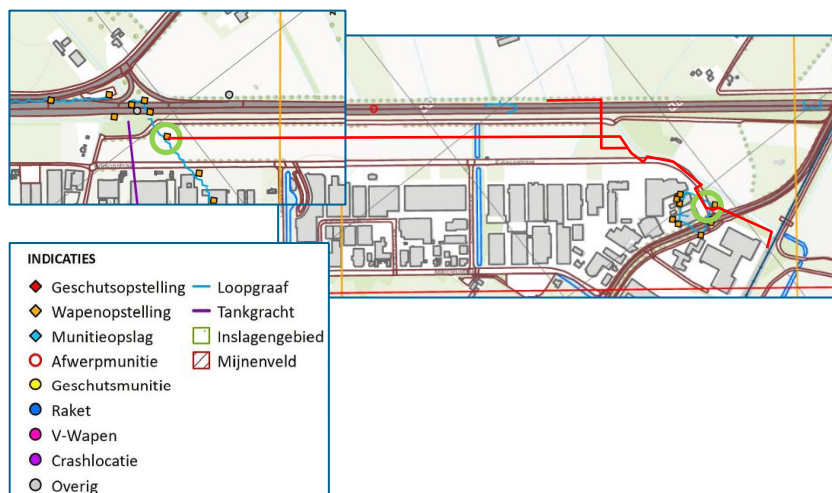 INDICATIES
Geschutsopstelling
Wapenopstelling
Munitieopslag
Afwerpmunitie
Geschutsmunitie
Raket
V-Wapen
Crashlocatie
Overig
Loopgraaf
Tankgracht
Inslagengebied
Mijnenveld